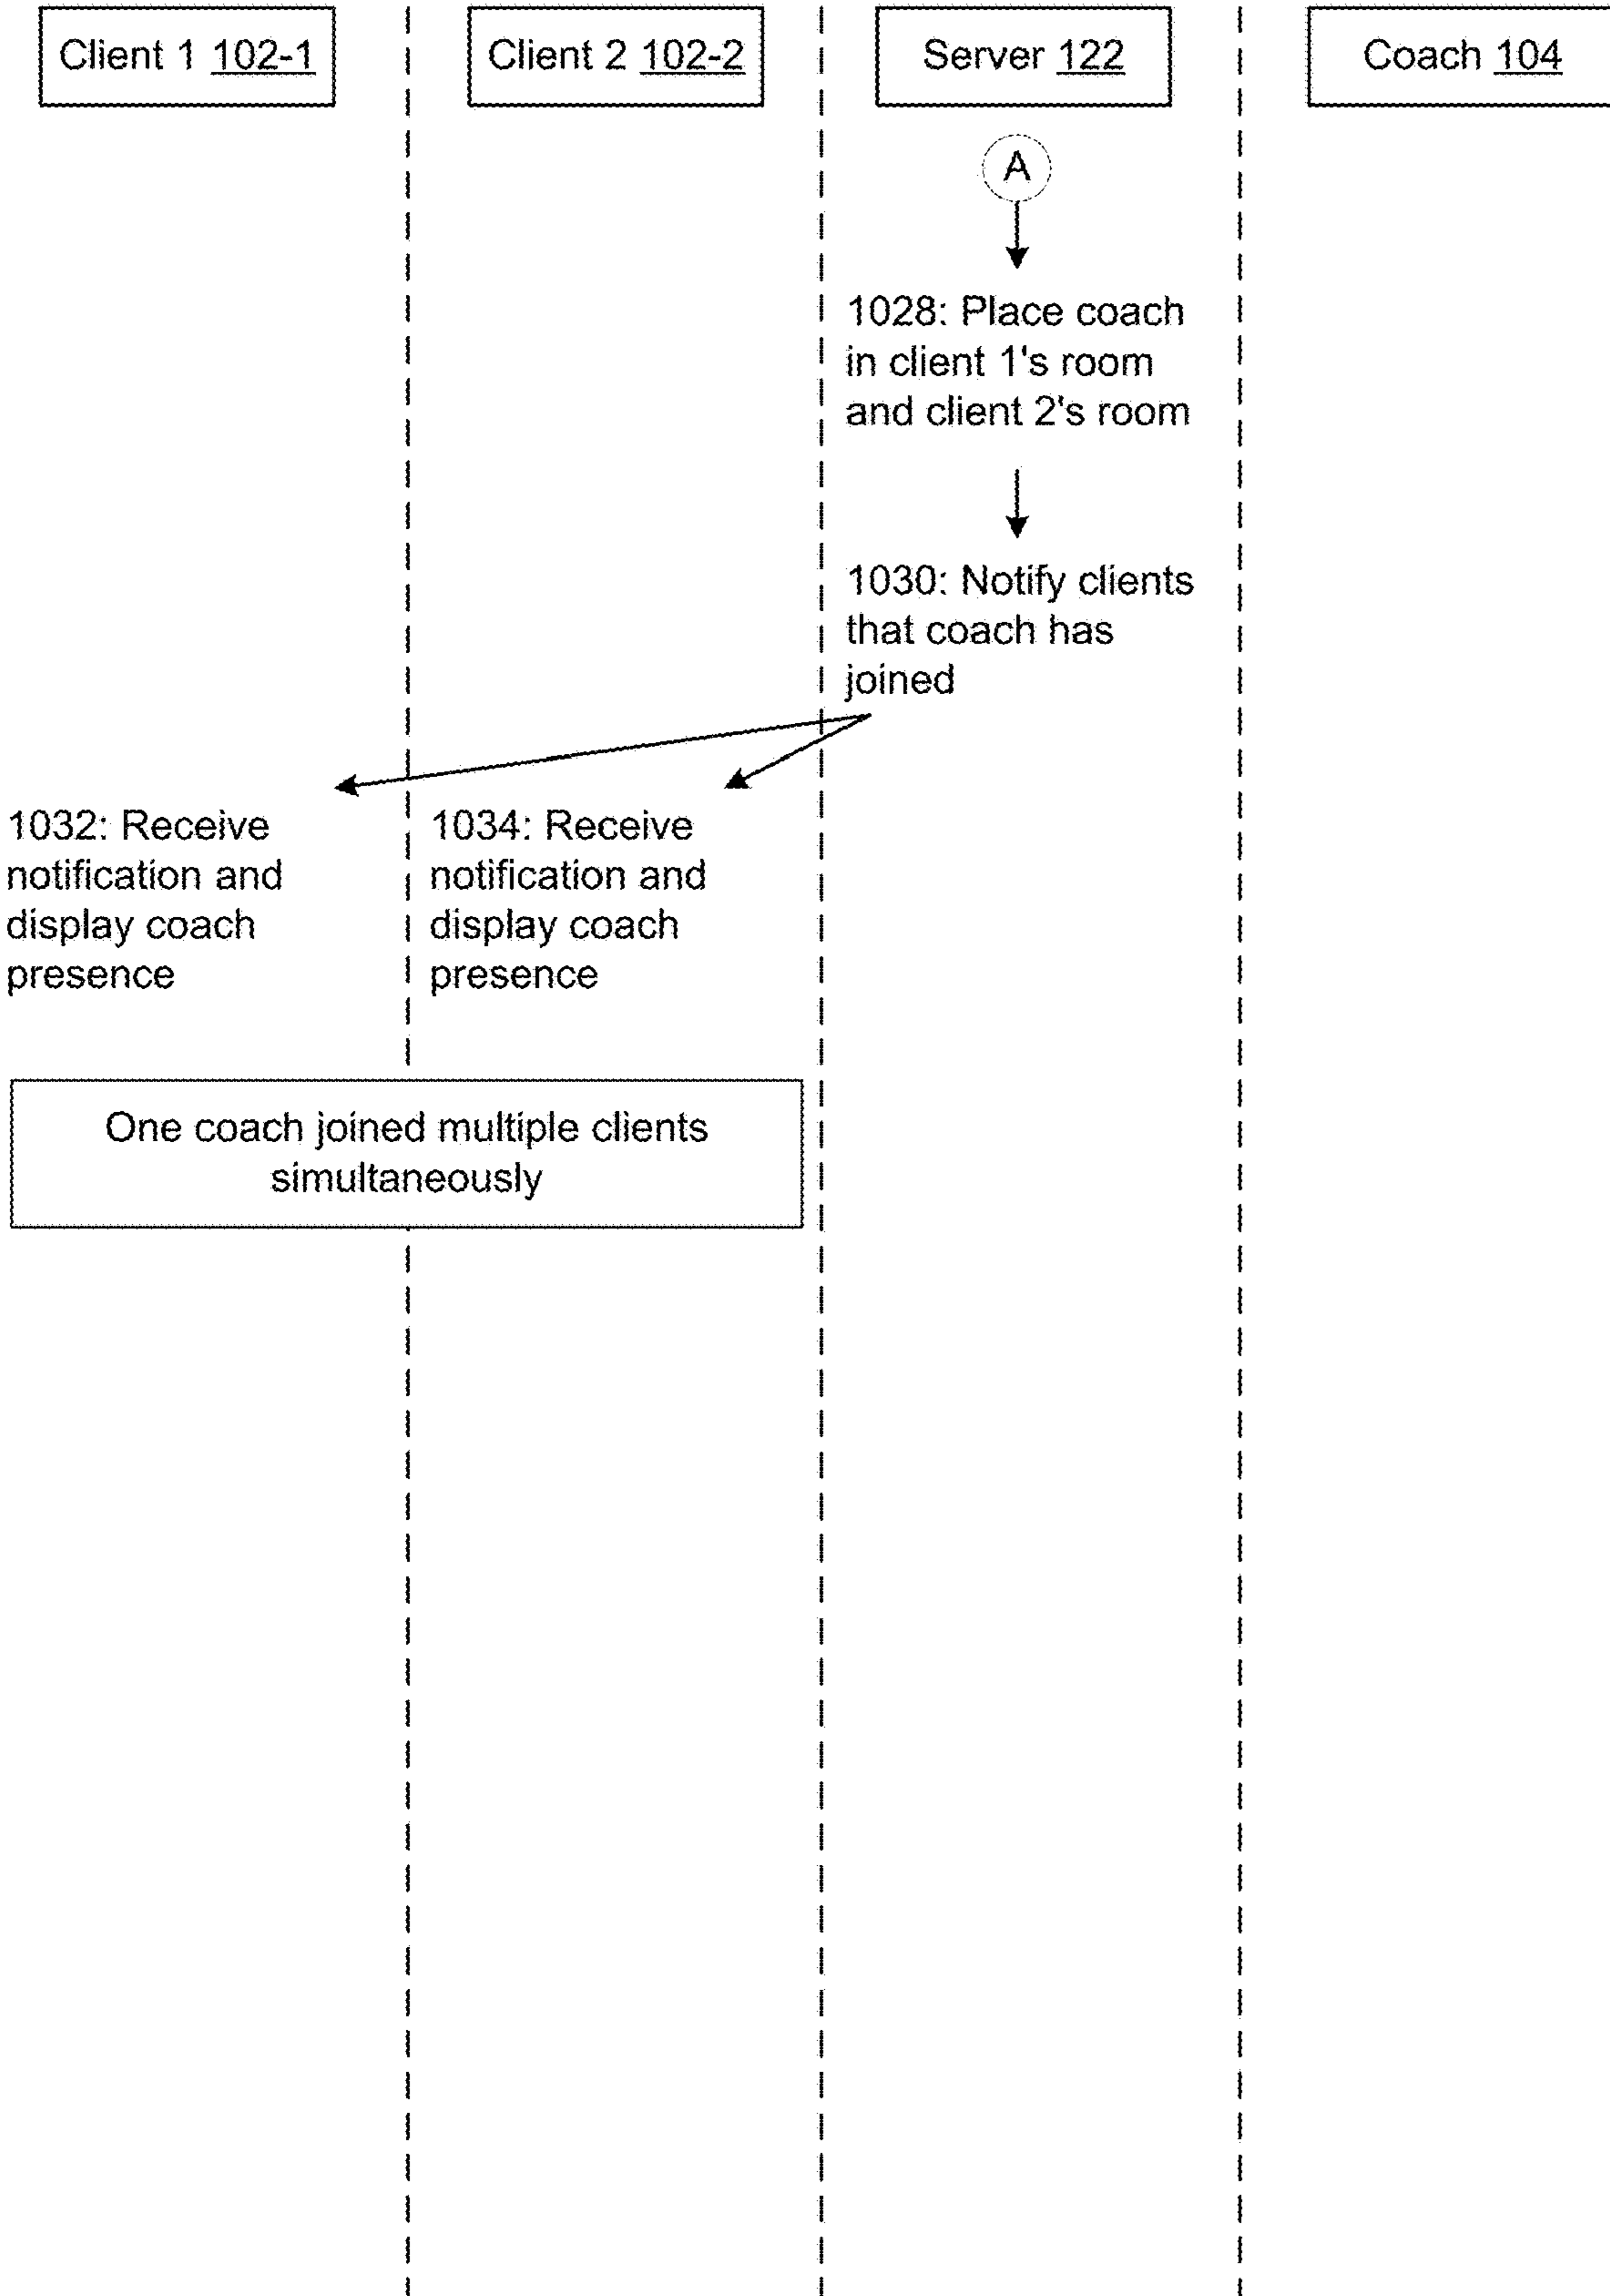 Client 1 102-1
Client 2 102-2
Server 122
Coach 104
A
1028: Place coach
in client 1's room
and client 2's room
1030: Notify clients
that coach has
joined
1032: Receive
notification and
display coach
presence
1034: Receive
notification and
display coach
presence
One coach joined multiple clients
simultaneously